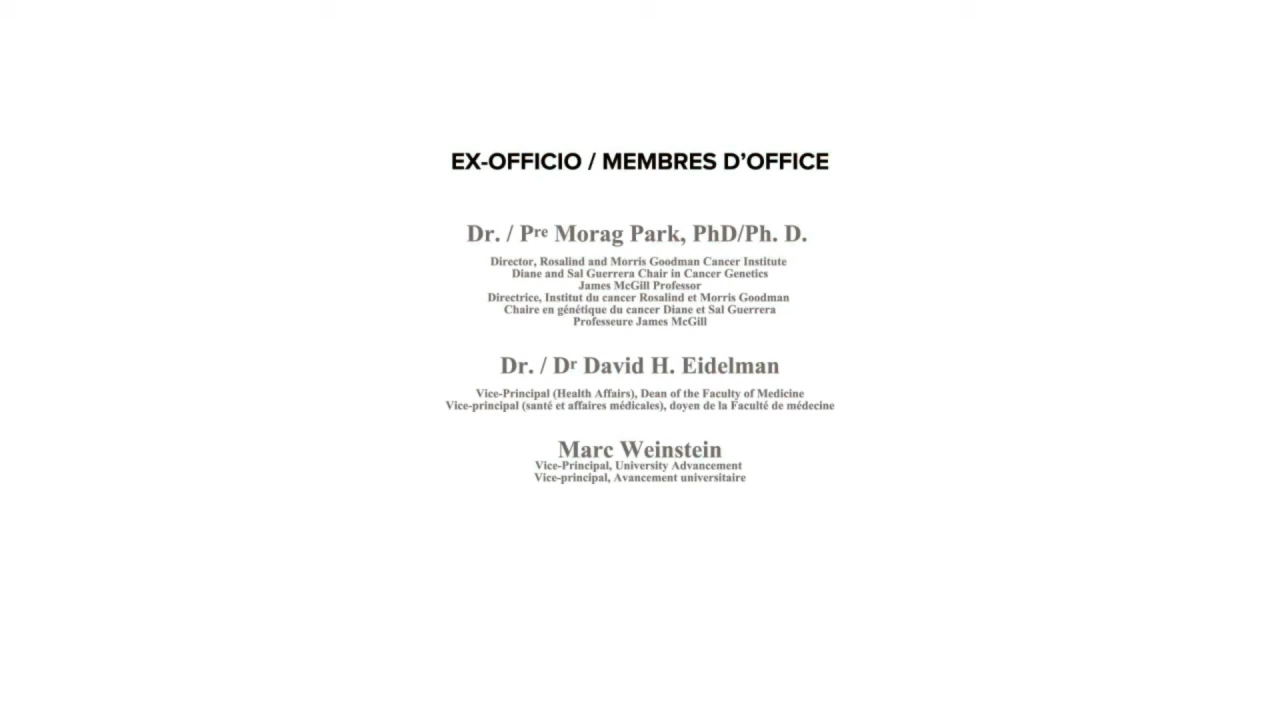 EX-OFFICIO / MEMBRES D’OFFICE
Dr. / Pre Morag Park, PhD/Ph. D.
Director, Rosalind and Morris Goodman Cancer Institute
Diane and Sal Guerrera Chair in Cancer Genetics
James McGill Professor
Directrice, Institut du cancer Rosalind et Morris Goodman
Chaire en génétique du cancer Diane et Sal Guerrera
Professeure James McGill
Dr. / Dr David H. Eidelman
Vice-Principal (Health Affairs), Dean of the Faculty of Medicine
Vice-principal (santé et affaires médicales), doyen de la Faculté de médecine
Marc Weinstein
Vice-Principal, University Advancement
Vice-principal, Avancement universitaire